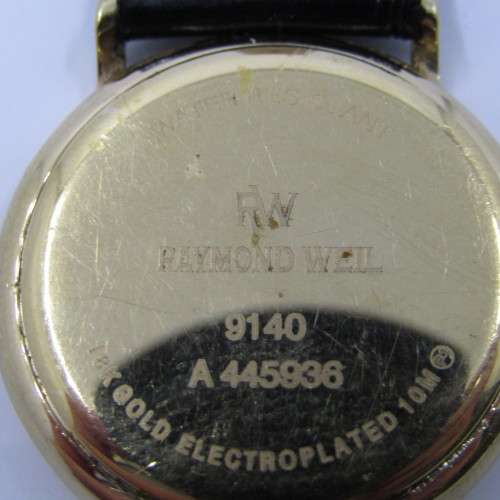 WATER RESISTANT
RW
RAYMOND WEIL
9140
A 445936
18K GOLD ELECTROPLATED 10M